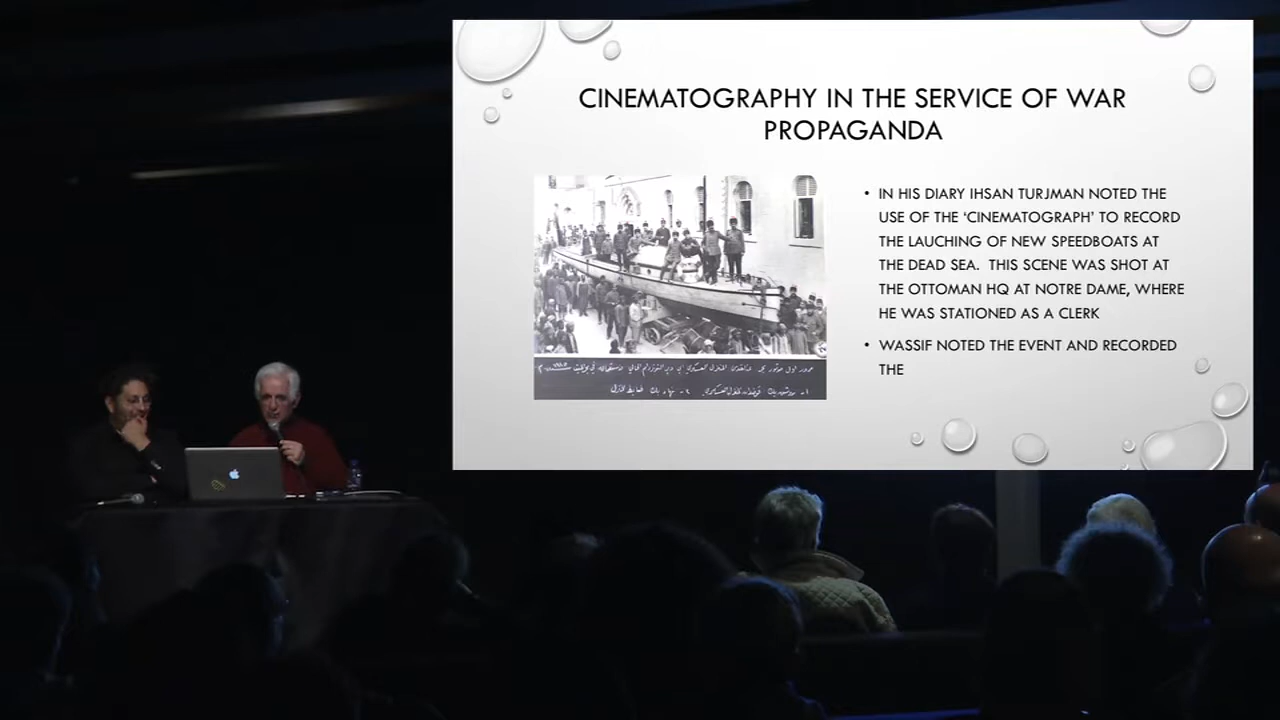 CINEMATOGRAPHY IN THE SERVICE OF WAR
PROPAGANDA
• IN HIS DIARY IHSAN TURJMAN NOTED THE
USE OF THE ‘CINEMATOGRAPH’ TO RECORD
THE LAUCHING OF NEW SPEEDBOATS AT
THE DEAD SEA. THIS SCENE WAS SHOT AT
THE OTTOMAN HQ AT NOTRE DAME, WHERE
HE WAS STATIONED AS A CLERK
• WASSIF NOTED THE EVENT AND RECORDED
THE